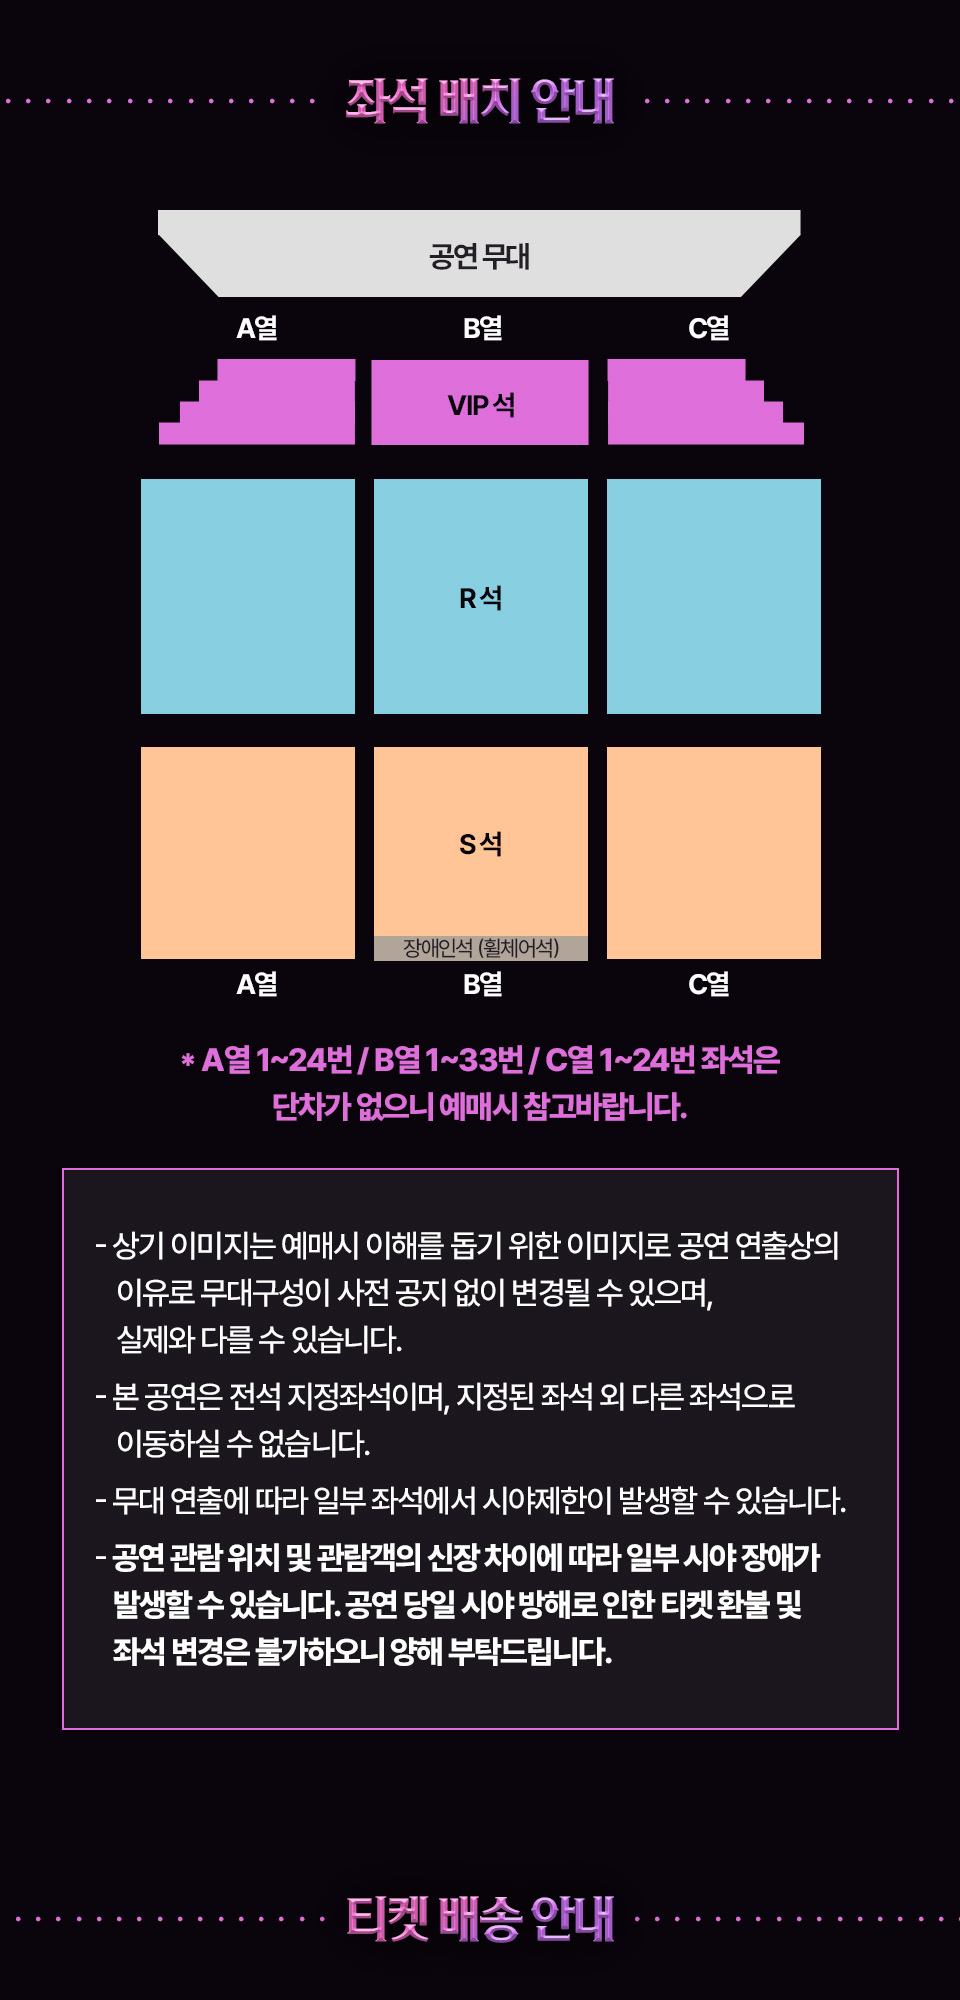 좌석 배치 안내
공연 무대
A열 B열 C열
VIP 석
R 석
S 석
장애인석 (휠체어석)
A열 B열 C열
* A열 1~24번 / B열 1~33번 / C열 1~24번 좌석은
단차가 없으니 예매시 참고바랍니다.
- 상기 이미지는 예매시 이해를 돕기 위한 이미지로 공연 연출상의
이유로 무대구성이 사전 공지 없이 변경될 수 있으며,
실제와 다를 수 있습니다.
- 본 공연은 전석 지정좌석이며, 지정된 좌석 외 다른 좌석으로
이동하실 수 없습니다.
- 무대 연출에 따라 일부 좌석에서 시야제한이 발생할 수 있습니다.
- 공연 관람 위치 및 관람객의 신장 차이에 따라 일부 시야 장애가
발생할 수 있습니다. 공연 당일 시야 방해로 인한 티켓 환불 및
좌석 변경은 불가하오니 양해 부탁드립니다.
티켓 배송 안내